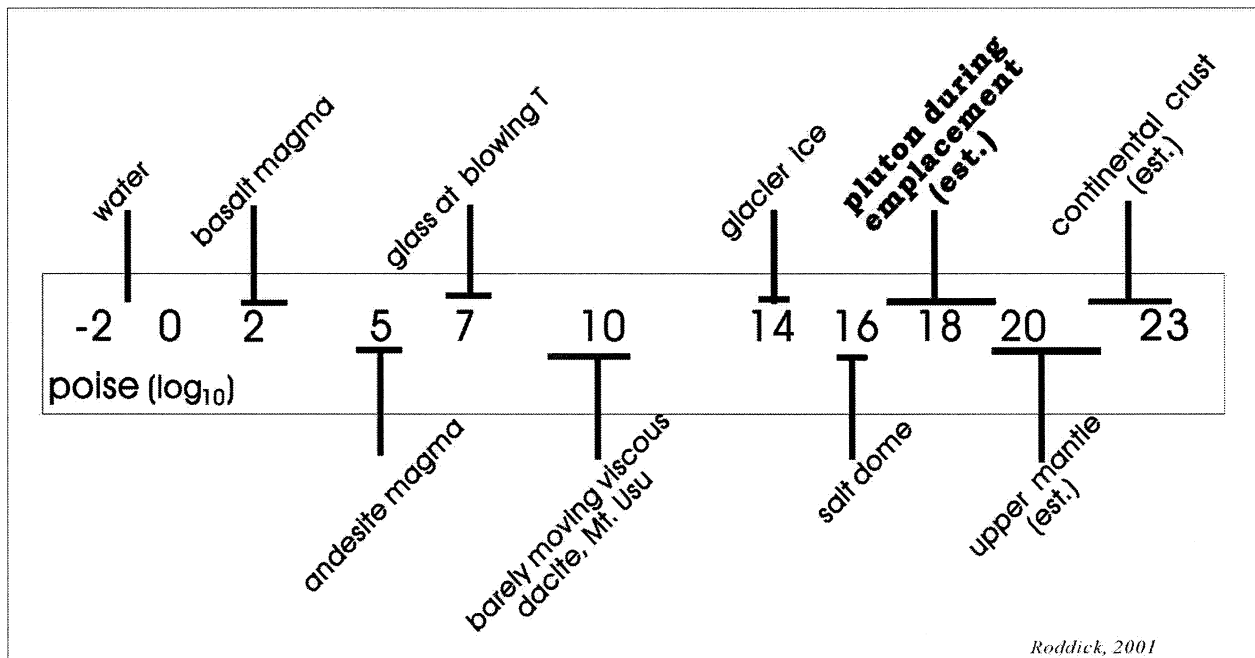 water
basalt magma
glass at blowing T
glacier ice
pluton during
emplacement
(est.)
continental crust
(est.)
-2 0 2 5 7 10 14 16 18 20 23
poise (log₁₀)
andesite magma
barely moving viscous
dacite, Mt. Usu
salt dome
upper mantle
(est.)
Roddick, 2001